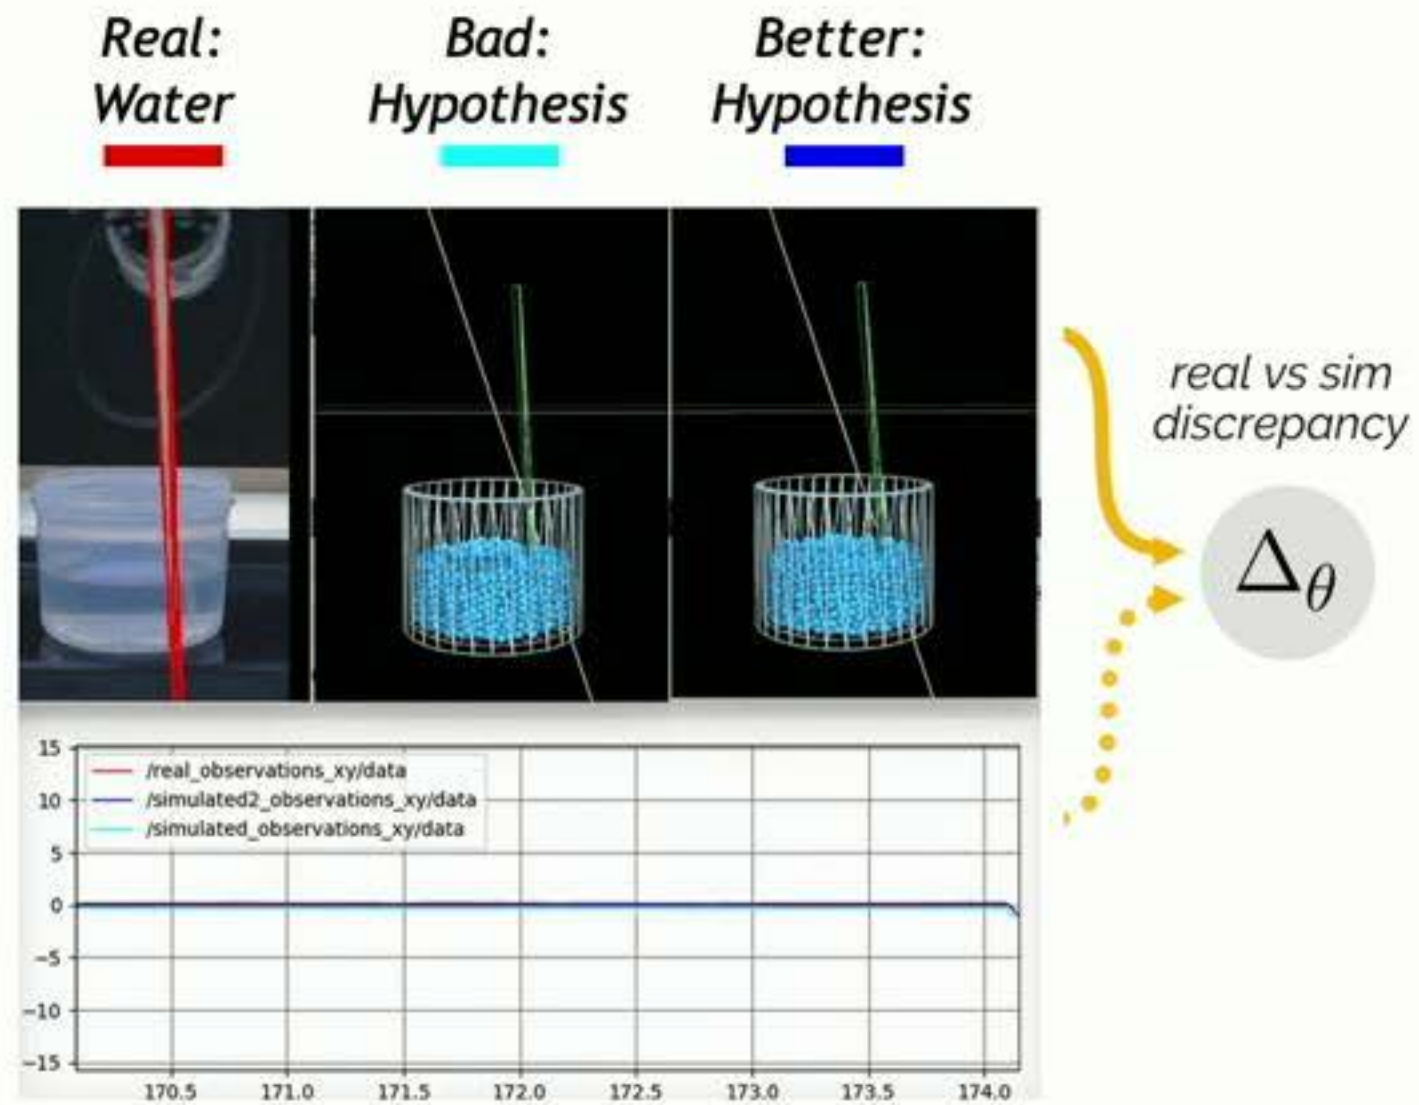 Real:
Water
Bad:
Hypothesis
Better:
Hypothesis
real vs sim
discrepancy
Δθ
15
/real_observations_xy/data
10
/simulated2_observations_xy/data
/simulated_observations_xy/data
5
0
−5
−10
−15
170.5 171.0 171.5 172.0 172.5 173.0 173.5 174.0